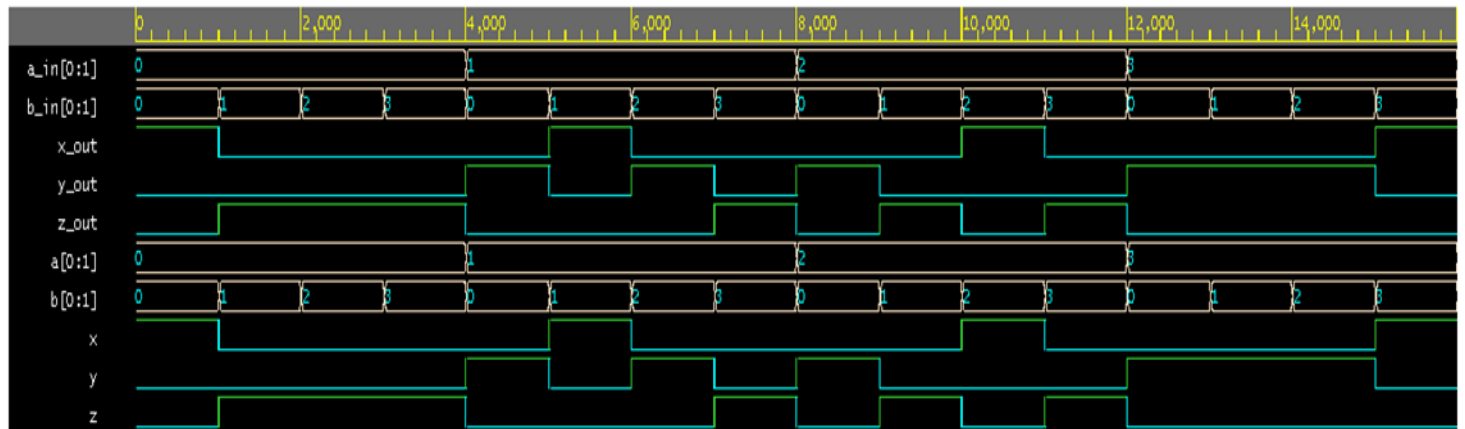 0 2,000 4,000 6,000 8,000 10,000 12,000 14,000
a_in[0:1] 0 1 2 3
b_in[0:1] 0 1 2 3 0 1 2 3 0 1 2 3 0 1 2 3
x_out
y_out
z_out
a[0:1] 0 1 2 3
b[0:1] 0 1 2 3 0 1 2 3 0 1 2 3 0 1 2 3
x
y
z